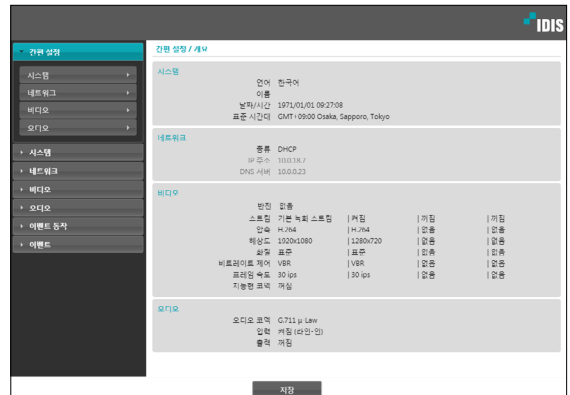 IDIS
간편 설정
시스템
네트워크
비디오
오디오
시스템
네트워크
비디오
오디오
이벤트 동작
이벤트
간편 설정 / 개요
시스템
언어 한국어
이름
날짜/시간 1971/01/01 09:27:08
표준 시간대 GMT+09:00 Osaka, Sapporo, Tokyo
네트워크
종류 DHCP
IP 주소 10.0.18.7
DNS 서버 10.0.0.23
비디오
반전 없음
스트림 기본 녹화 스트림 | 켜짐 | 꺼짐 | 꺼짐
압축 H.264 | H.264 | 없음 | 없음
해상도 1920x1080 | 1280x720 | 없음 | 없음
화질 표준 | 표준 | 없음 | 없음
비트레이트 제어 VBR | VBR | 없음 | 없음
프레임 속도 30 ips | 30 ips | 없음 | 없음
지능형 코덱 꺼짐
오디오
오디오 코덱 G.711 μ-Law
입력 켜짐 (라인-인)
출력 꺼짐
저장